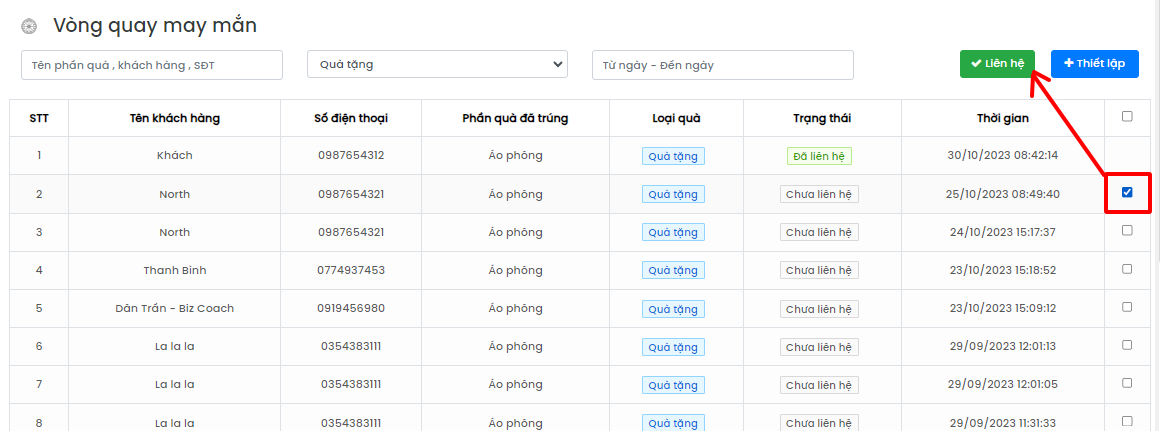 Vòng quay may mắn
Tên phần quà , khách hàng , SĐT Quà tặng Từ ngày - Đến ngày Liên hệ Thiết lập
STT Tên khách hàng Số điện thoại Phần quà đã trúng Loại quà Trạng thái Thời gian
1 Khách 0987654312 Áo phông Quà tặng Đã liên hệ 30/10/2023 08:42:14
2 North 0987654321 Áo phông Quà tặng Chưa liên hệ 25/10/2023 08:49:40
3 North 0987654321 Áo phông Quà tặng Chưa liên hệ 24/10/2023 15:17:37
4 Thanh Bình 0774937453 Áo phông Quà tặng Chưa liên hệ 23/10/2023 15:18:52
5 Dân Trần - Biz Coach 0919456980 Áo phông Quà tặng Chưa liên hệ 23/10/2023 15:09:12
6 La la la 0354383111 Áo phông Quà tặng Chưa liên hệ 29/09/2023 12:01:13
7 La la la 0354383111 Áo phông Quà tặng Chưa liên hệ 29/09/2023 12:01:05
8 La la la 0354383111 Áo phông Quà tặng Chưa liên hệ 29/09/2023 11:31:33